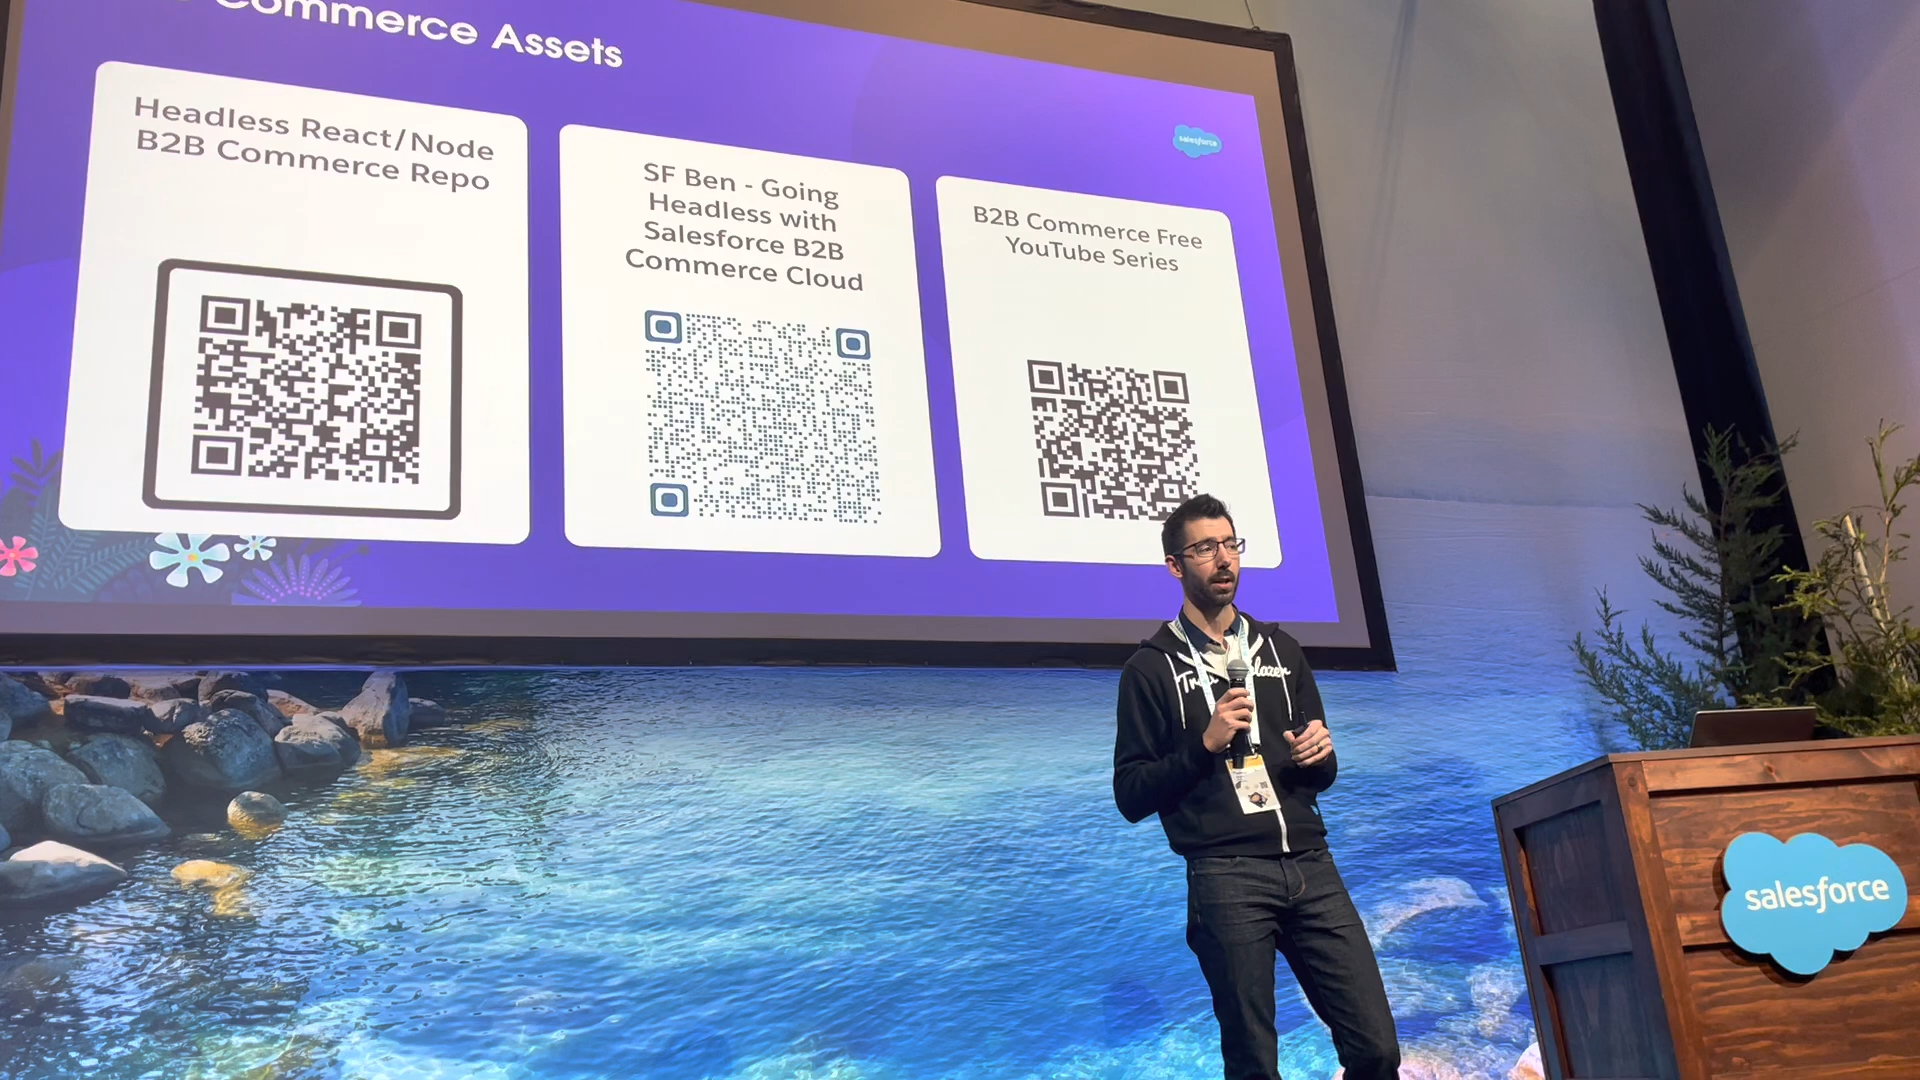 Commerce Assets
Headless React/Node
B2B Commerce Repo
SF Ben - Going
Headless with
Salesforce B2B
Commerce Cloud
B2B Commerce Free
YouTube Series
salesforce
salesforce